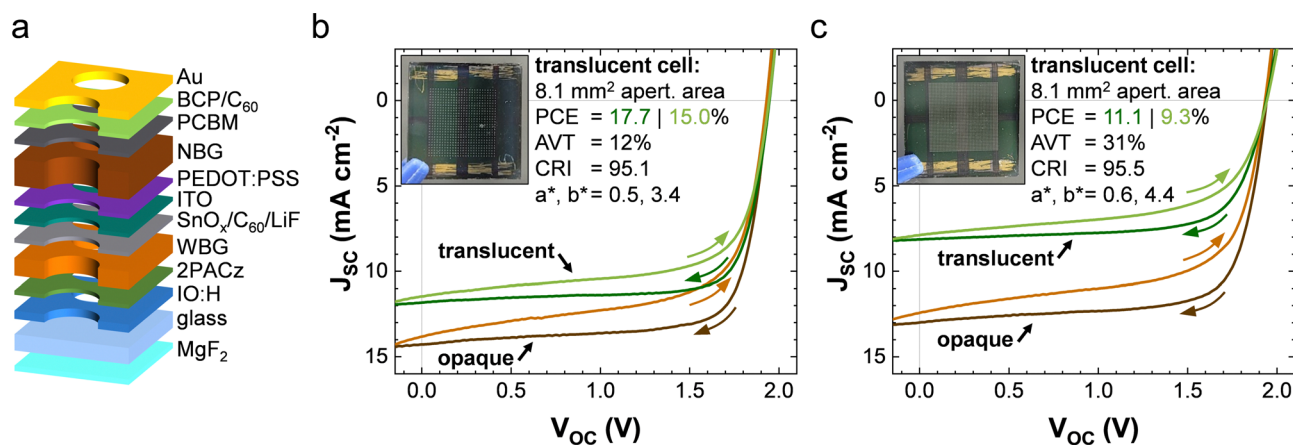 a
Au
BCP/C₆₀
PCBM
NBG
PEDOT:PSS
ITO
SnOₓ/C₆₀/LiF
WBG
2PACz
IO:H
glass
MgF₂
b
translucent cell:
8.1 mm² apert. area
PCE = 17.7 | 15.0%
AVT = 12%
CRI = 95.1
a*, b* = 0.5, 3.4
translucent
opaque
0
5
10
15
J_SC (mA cm⁻²)
0.0
0.5
1.0
1.5
2.0
V_OC (V)
c
translucent cell:
8.1 mm² apert. area
PCE = 11.1 | 9.3%
AVT = 31%
CRI = 95.5
a*, b* = 0.6, 4.4
translucent
opaque
0
5
10
15
J_SC (mA cm⁻²)
0.0
0.5
1.0
1.5
2.0
V_OC (V)